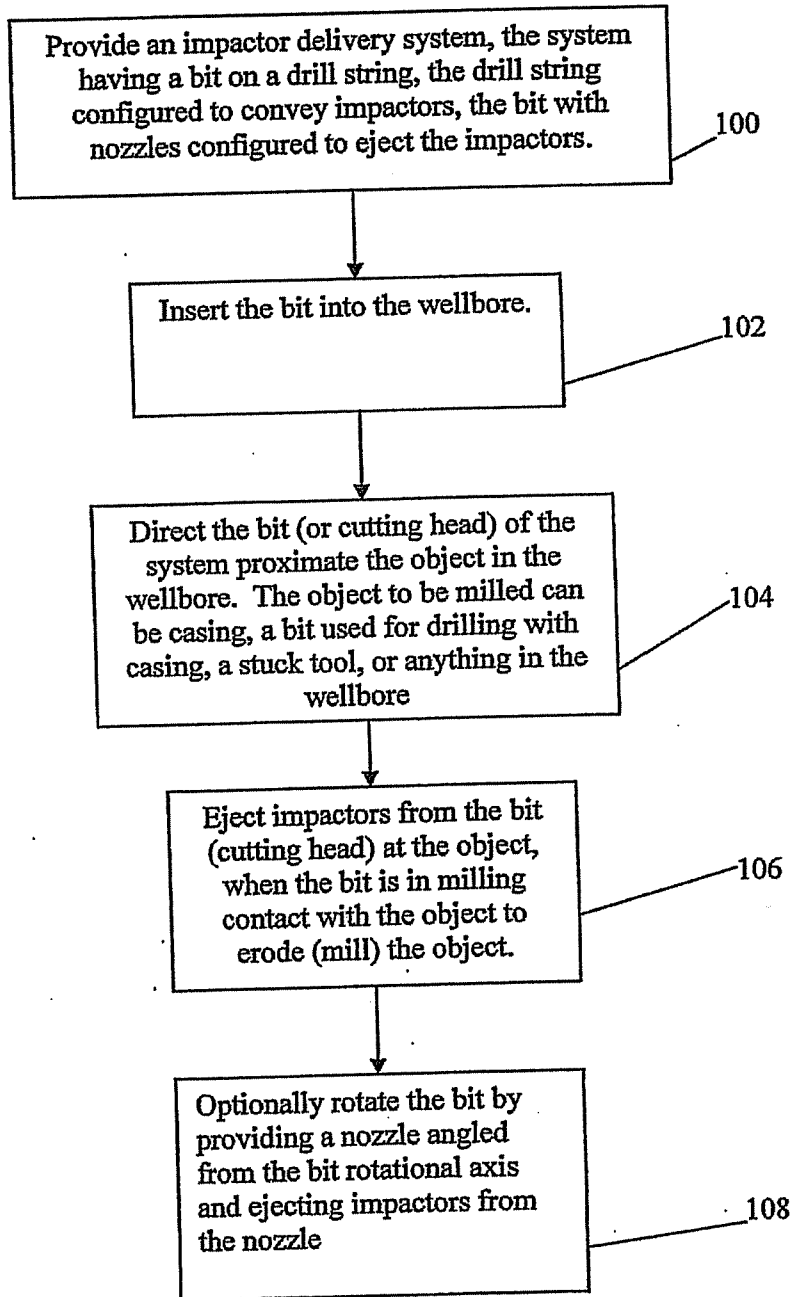 Provide an impactor delivery system, the system
having a bit on a drill string, the drill string
configured to convey impactors, the bit with
nozzles configured to eject the impactors.
100
Insert the bit into the wellbore.
102
Direct the bit (or cutting head) of the
system proximate the object in the
wellbore. The object to be milled can
be casing, a bit used for drilling with
casing, a stuck tool, or anything in the
wellbore
104
Eject impactors from the bit
(cutting head) at the object,
when the bit is in milling
contact with the object to
erode (mill) the object.
106
Optionally rotate the bit by
providing a nozzle angled
from the bit rotational axis
and ejecting impactors from
the nozzle
108